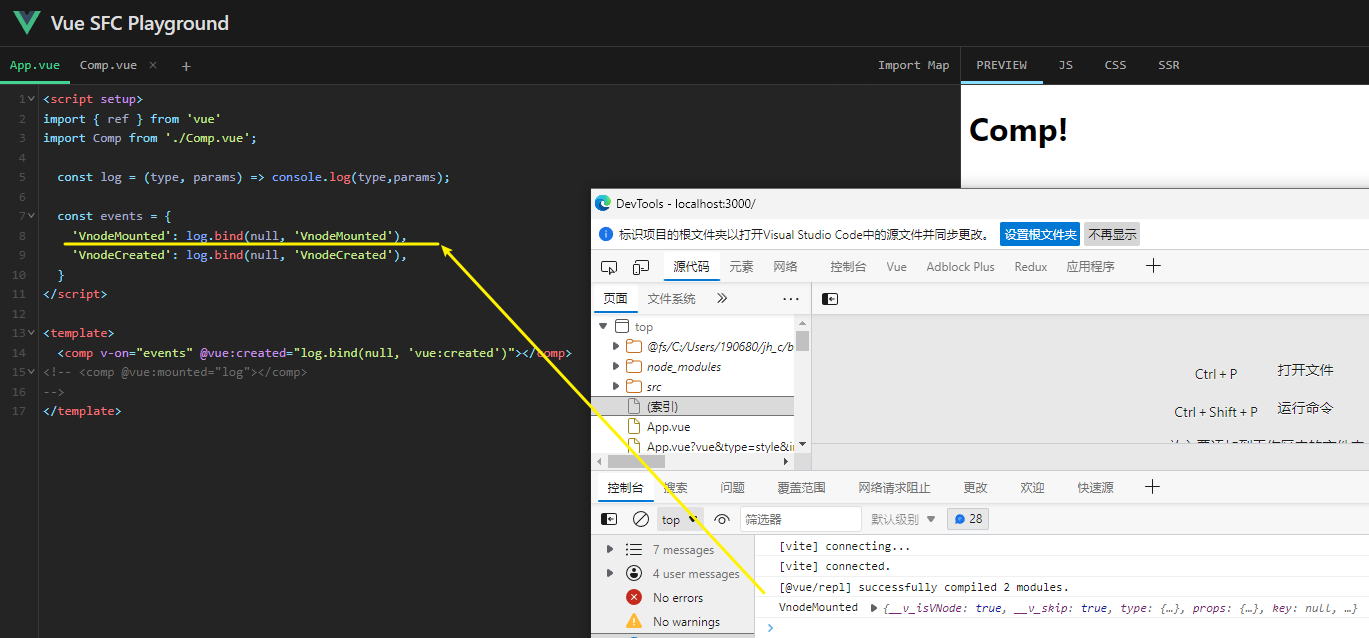 Vue SFC Playground
App.vue Comp.vue × +
Import Map
PREVIEW JS CSS SSR
1 <script setup>
2 import { ref } from 'vue'
3 import Comp from './Comp.vue';
4
5 const log = (type, params) => console.log(type,params);
6
7 const events = {
8 'VnodeMounted': log.bind(null, 'VnodeMounted'),
9 'VnodeCreated': log.bind(null, 'VnodeCreated'),
10 }
11 </script>
12
13 <template>
14 <comp v-on="events" @vue:created="log.bind(null, 'vue:created')"></comp>
15 <!-- <comp @vue:mounted="log"></comp>
16 -->
17 </template>
Comp!
DevTools - localhost:3000/
标识项目的根文件夹以打开Visual Studio Code中的源文件并同步更改。 设置根文件夹 不再显示
源代码 元素 网络 控制台 Vue Adblock Plus Redux 应用程序
页面 文件系统
top
@fs/C:/Users/190680/jh_c/b
node_modules
src
(索引)
App.vue
App.vue?vue&type=style&i
Ctrl + P 打开文件
Ctrl + Shift + P 运行命令
控制台 搜索 问题 覆盖范围 网络请求阻止 更改 欢迎 快速源
top 筛选器 默认级别 28
7 messages
4 user messages
No errors
No warnings
[vite] connecting...
[vite] connected.
[@vue/repl] successfully compiled 2 modules.
VnodeMounted {__v_isVNode: true, __v_skip: true, type: {…}, props: {…}, key: null, …}